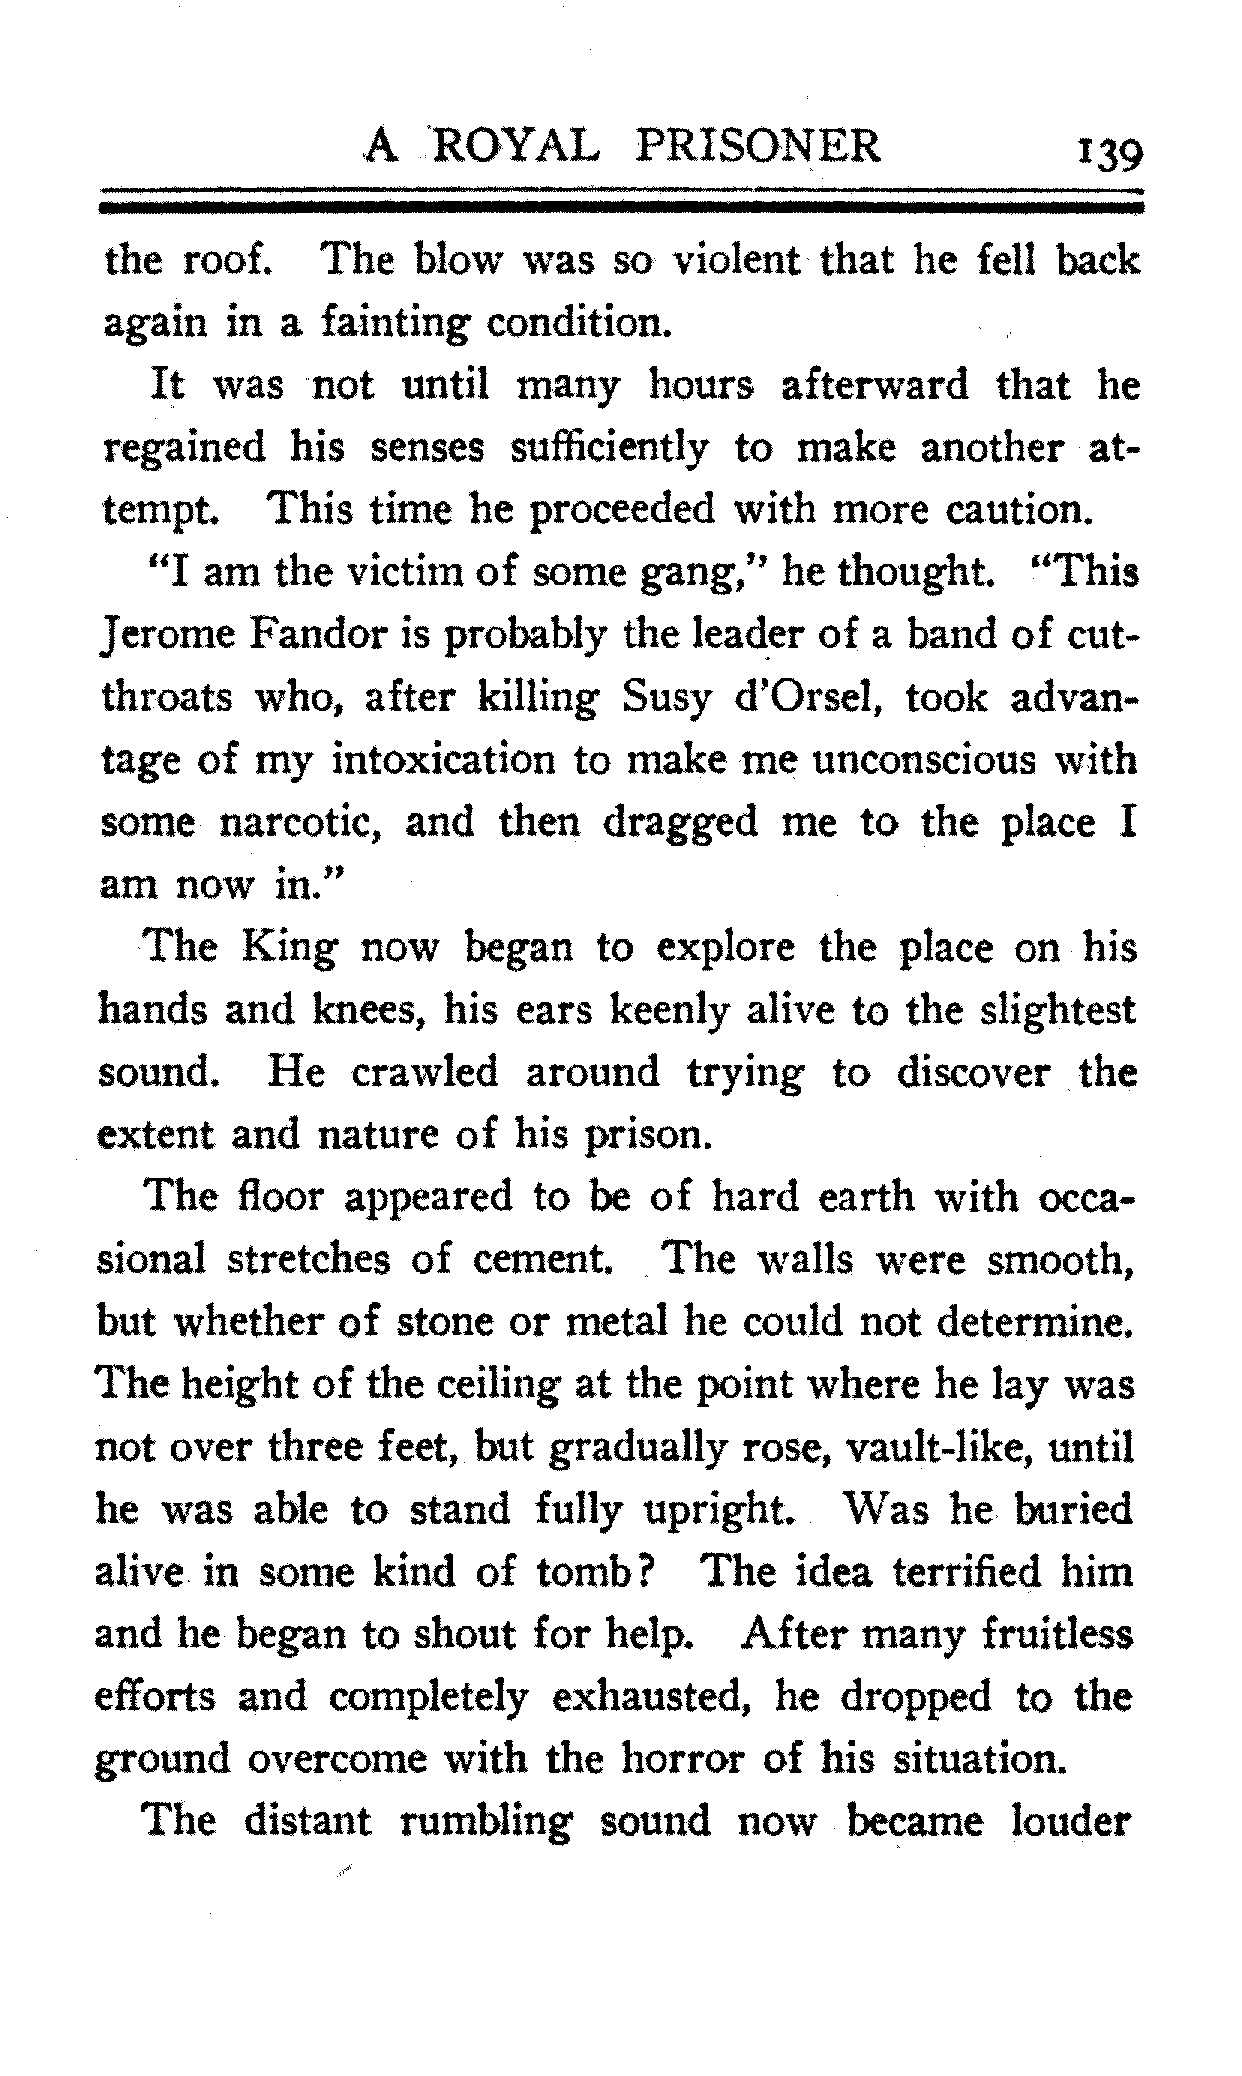 A ROYAL PRISONER 139
the roof. The blow was so violent that he fell back
again in a fainting condition.
It was not until many hours afterward that he
regained his senses sufficiently to make another at-
tempt. This time he proceeded with more caution.
“I am the victim of some gang,” he thought. “This
Jerome Fandor is probably the leader of a band of cut-
throats who, after killing Susy d’Orsel, took advan-
tage of my intoxication to make me unconscious with
some narcotic, and then dragged me to the place I
am now in.”
The King now began to explore the place on his
hands and knees, his ears keenly alive to the slightest
sound. He crawled around trying to discover the
extent and nature of his prison.
The floor appeared to be of hard earth with occa-
sional stretches of cement. The walls were smooth,
but whether of stone or metal he could not determine.
The height of the ceiling at the point where he lay was
not over three feet, but gradually rose, vault-like, until
he was able to stand fully upright. Was he buried
alive in some kind of tomb? The idea terrified him
and he began to shout for help. After many fruitless
efforts and completely exhausted, he dropped to the
ground overcome with the horror of his situation.
The distant rumbling sound now became louder